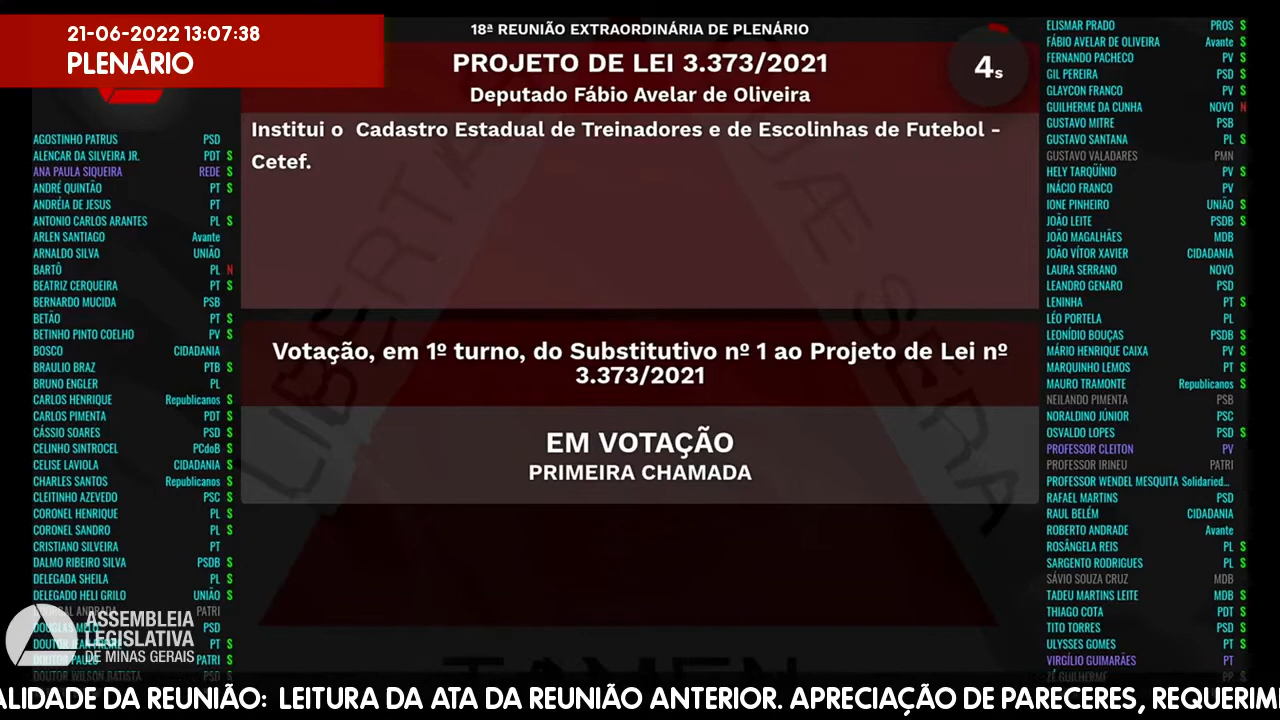 21-06-2022 13:07:38
PLENÁRIO
18ª REUNIÃO EXTRAORDINÁRIA DE PLENÁRIO
PROJETO DE LEI 3.373/2021
Deputado Fábio Avelar de Oliveira
4s
Institui o Cadastro Estadual de Treinadores e de Escolinhas de Futebol -
Cetef.
Votação, em 1º turno, do Substitutivo nº 1 ao Projeto de Lei nº
3.373/2021
EM VOTAÇÃO
PRIMEIRA CHAMADA
AGOSTINHO PATRUS PSD
ALENCAR DA SILVEIRA JR. PDT S
ANA PAULA SIQUEIRA REDE S
ANDRÉ QUINTÃO PT S
ANDRÉIA DE JESUS PT
ANTONIO CARLOS ARANTES PL S
ARLEN SANTIAGO Avante
ARNALDO SILVA UNIÃO
BARTÔ PL N
BEATRIZ CERQUEIRA PT S
BERNARDO MUCIDA PSB
BETÃO PT S
BETINHO PINTO COELHO PV S
BOSCO CIDADANIA
BRAULIO BRAZ PTB S
BRUNO ENGLER PL
CARLOS HENRIQUE Republicanos S
CARLOS PIMENTA PDT S
CÁSSIO SOARES PSD S
CELINHO SINTROCEL PCdoB S
CELISE LAVIOLA CIDADANIA S
CHARLES SANTOS Republicanos S
CLEITINHO AZEVEDO PSC S
CORONEL HENRIQUE PL S
CORONEL SANDRO PL S
CRISTIANO SILVEIRA PT
DALMO RIBEIRO SILVA PSDB S
DELEGADA SHEILA PL S
DELEGADO HELI GRILO UNIÃO S
ANDRADA PATRI
DOUGLAS MELO PSD
DOUTOR JEAN FREIRE PT S
DOUTOR PAULO PATRI S
DOUTOR WILSON BATISTA PSD S
ELISMAR PRADO PROS S
FÁBIO AVELAR DE OLIVEIRA Avante S
FERNANDO PACHECO PV S
GIL PEREIRA PSD S
GLAYCON FRANCO PV S
GUILHERME DA CUNHA NOVO N
GUSTAVO MITRE PSB
GUSTAVO SANTANA PL S
GUSTAVO VALADARES PMN
HELY TARQÜÍNIO PV S
INÁCIO FRANCO PV
IONE PINHEIRO UNIÃO S
JOÃO LEITE PSDB S
JOÃO MAGALHÃES MDB
JOÃO VÍTOR XAVIER CIDADANIA
LAURA SERRANO NOVO
LEANDRO GENARO PSD
LENINHA PT S
LÉO PORTELA PL
LEONÍDIO BOUÇAS PSDB S
MÁRIO HENRIQUE CAIXA PV S
MARQUINHO LEMOS PT S
MAURO TRAMONTE Republicanos S
NEILANDO PIMENTA PSB
NORALDINO JÚNIOR PSC
OSVALDO LOPES PSD S
PROFESSOR CLEITON PV
PROFESSOR IRINEU PATRI
PROFESSOR WENDEL MESQUITA Solidaried...
RAFAEL MARTINS PSD
RAUL BELÉM CIDADANIA
ROBERTO ANDRADE Avante
ROSÂNGELA REIS PL S
SARGENTO RODRIGUES PL S
SÁVIO SOUZA CRUZ MDB
TADEU MARTINS LEITE MDB S
THIAGO COTA PDT S
TITO TORRES PSD S
ULYSSES GOMES PT S
VIRGÍLIO GUIMARÃES PT
ZÉ GUILHERME PP S
ASSEMBLEIA
LEGISLATIVA
DE MINAS GERAIS
ALIDADE DA REUNIÃO: LEITURA DA ATA DA REUNIÃO ANTERIOR. APRECIAÇÃO DE PARECERES, REQUERIM